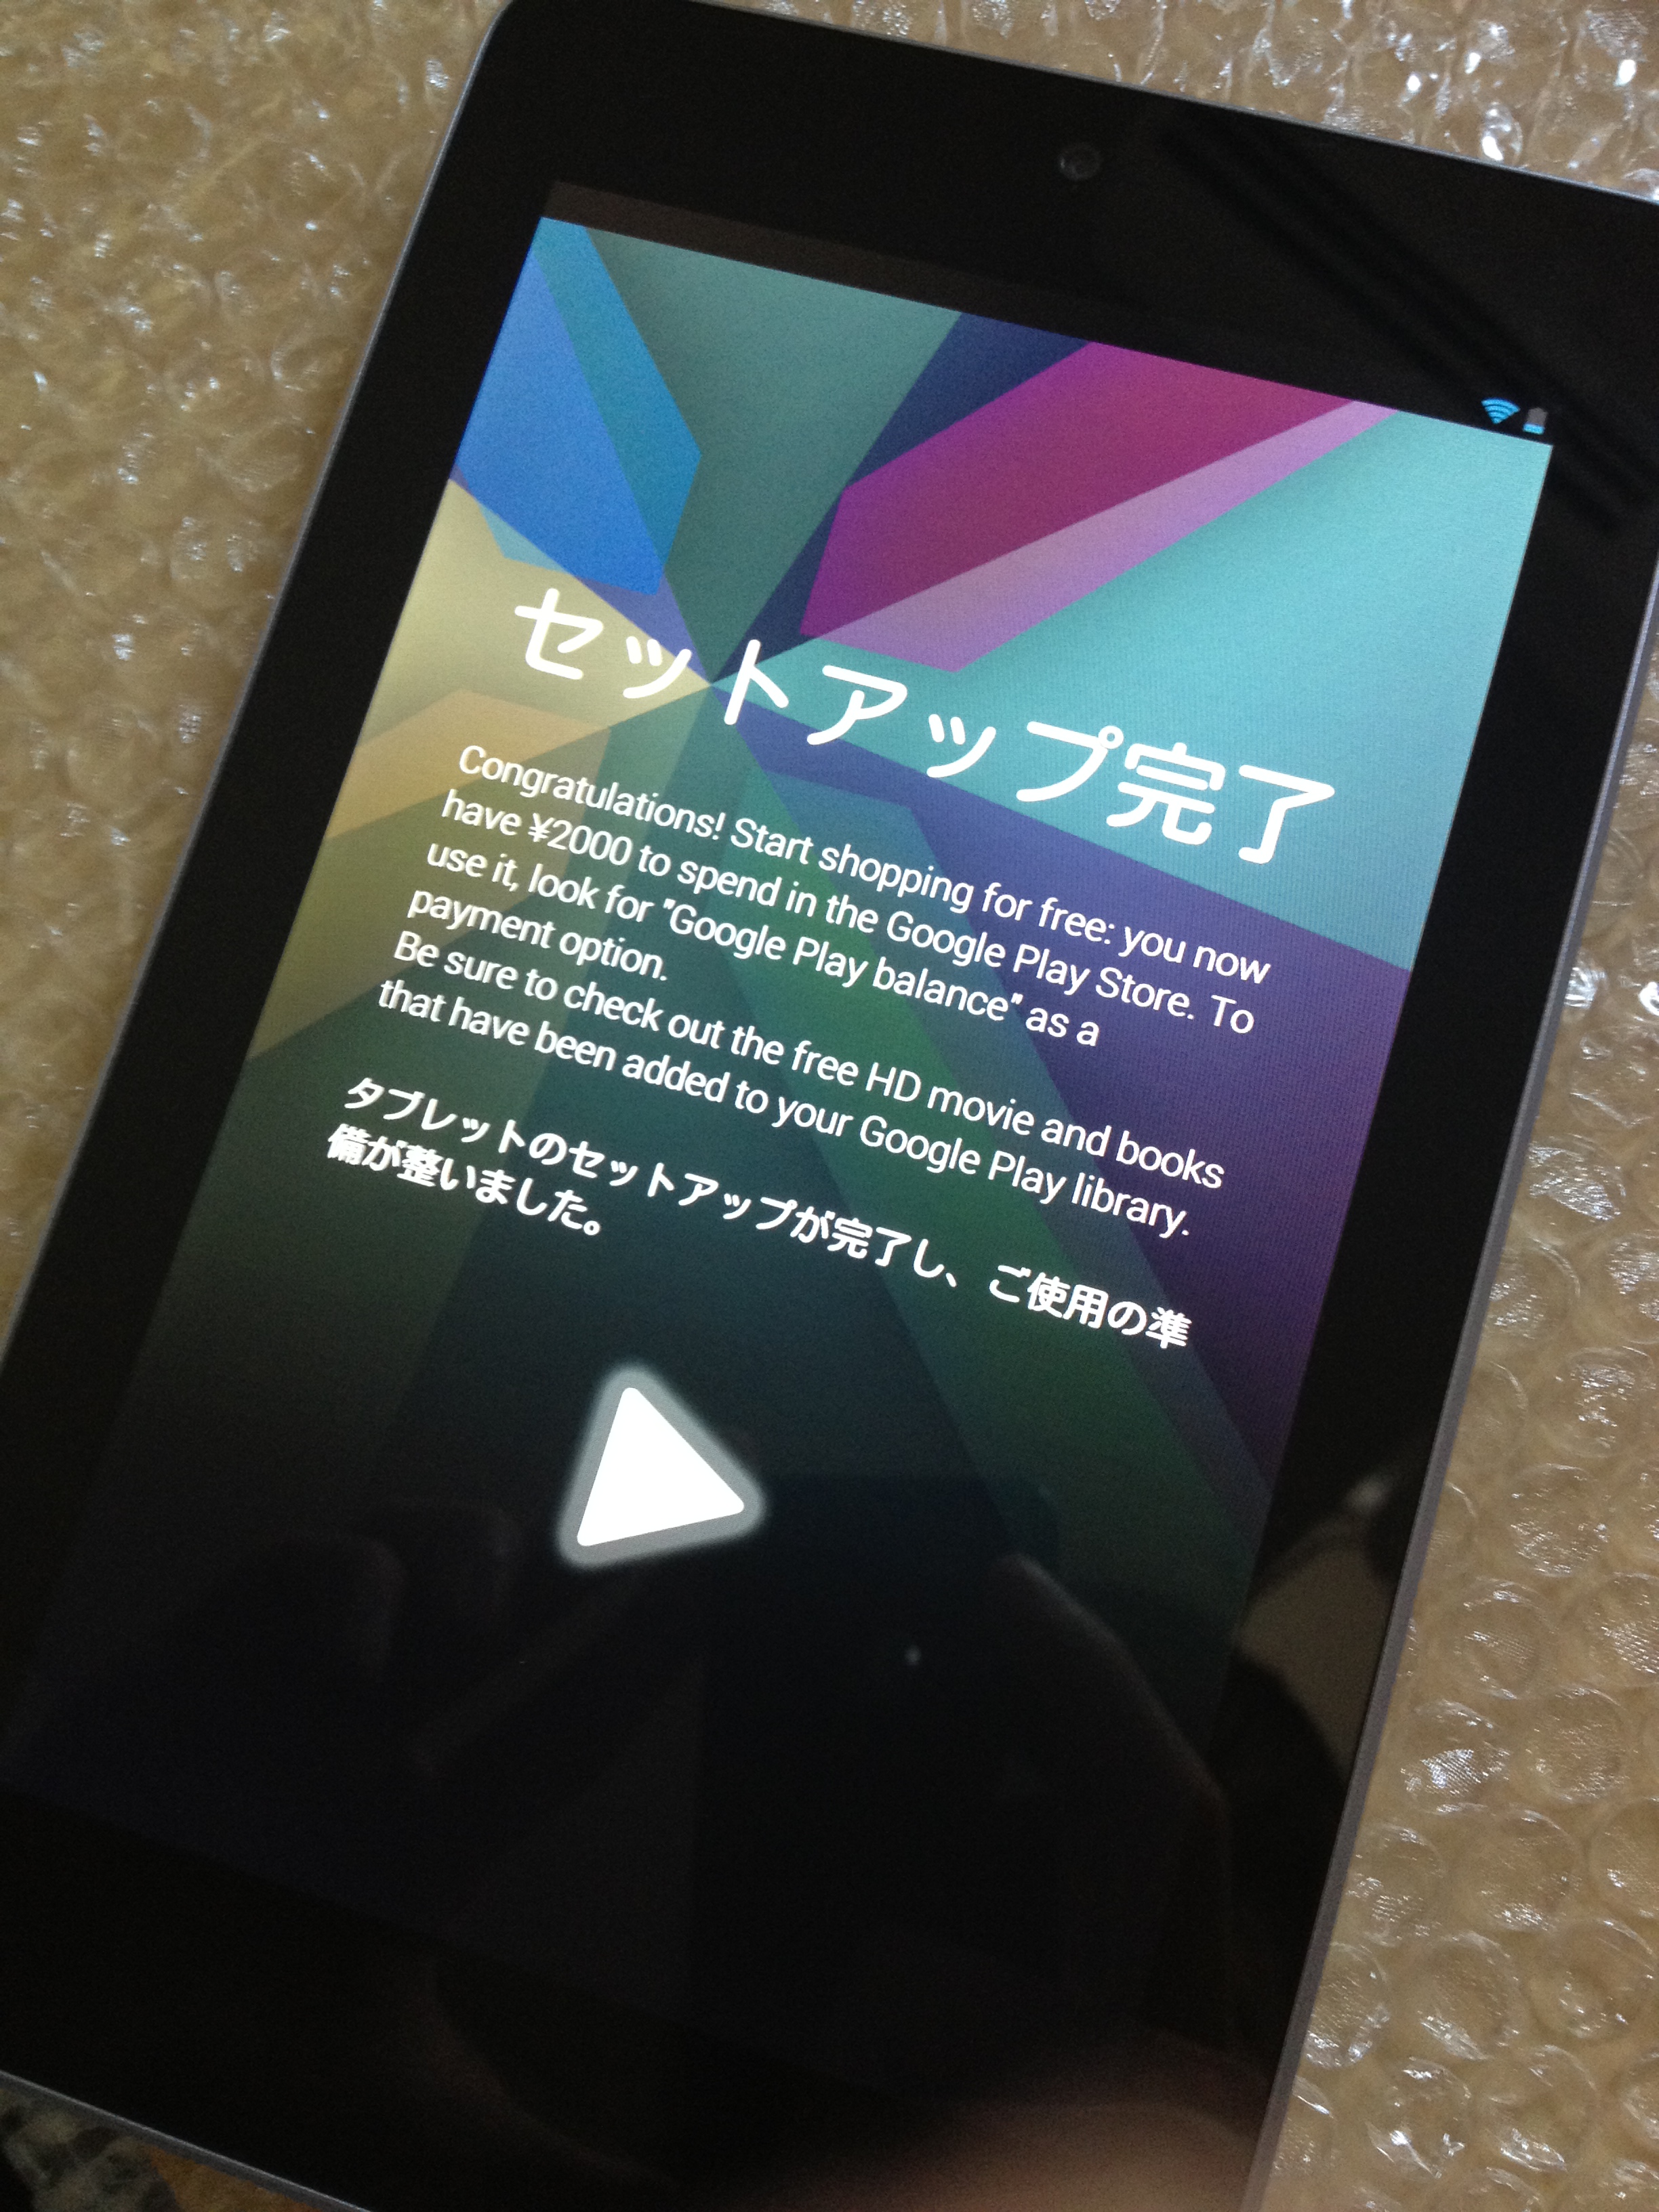 セットアップ完了
Congratulations! Start shopping for free: you now
have ¥2000 to spend in the Google Play Store. To
use it, look for "Google Play balance" as a
payment option.
Be sure to check out the free HD movie and books
that have been added to your Google Play library.
タブレットのセットアップが完了し、ご使用の準
備が整いました。